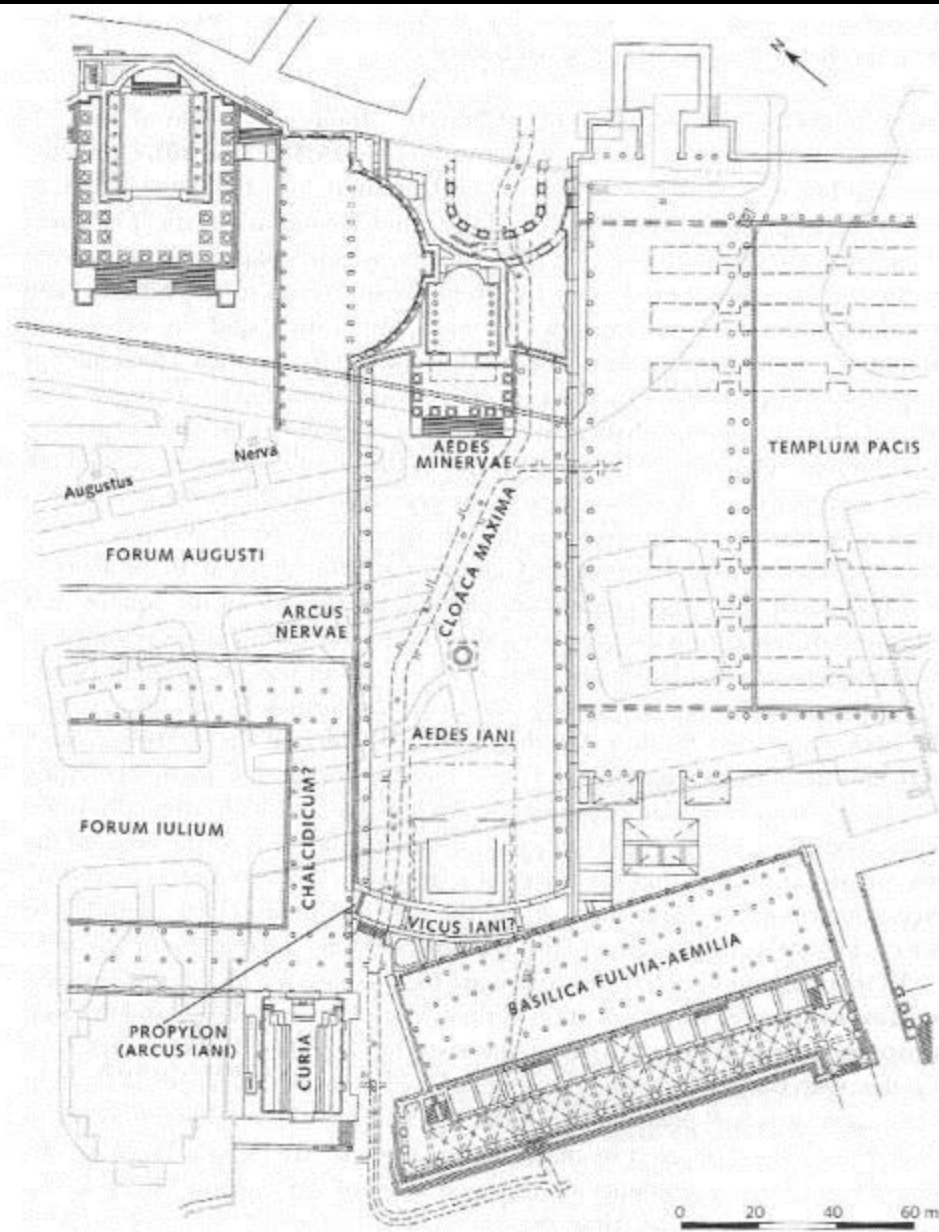 N
AEDES
MINERVAE
TEMPLUM PACIS
Nerva
Augustus
CLOACA MAXIMA
FORUM AUGUSTI
ARCUS
NERVAE
AEDES IANI
CHALCIDICUM?
FORUM IULIUM
VICUS IANI?
BASILICA FULVIA-AEMILIA
PROPYLON
(ARCUS IANI)
CURIA
0 20 40 60 m